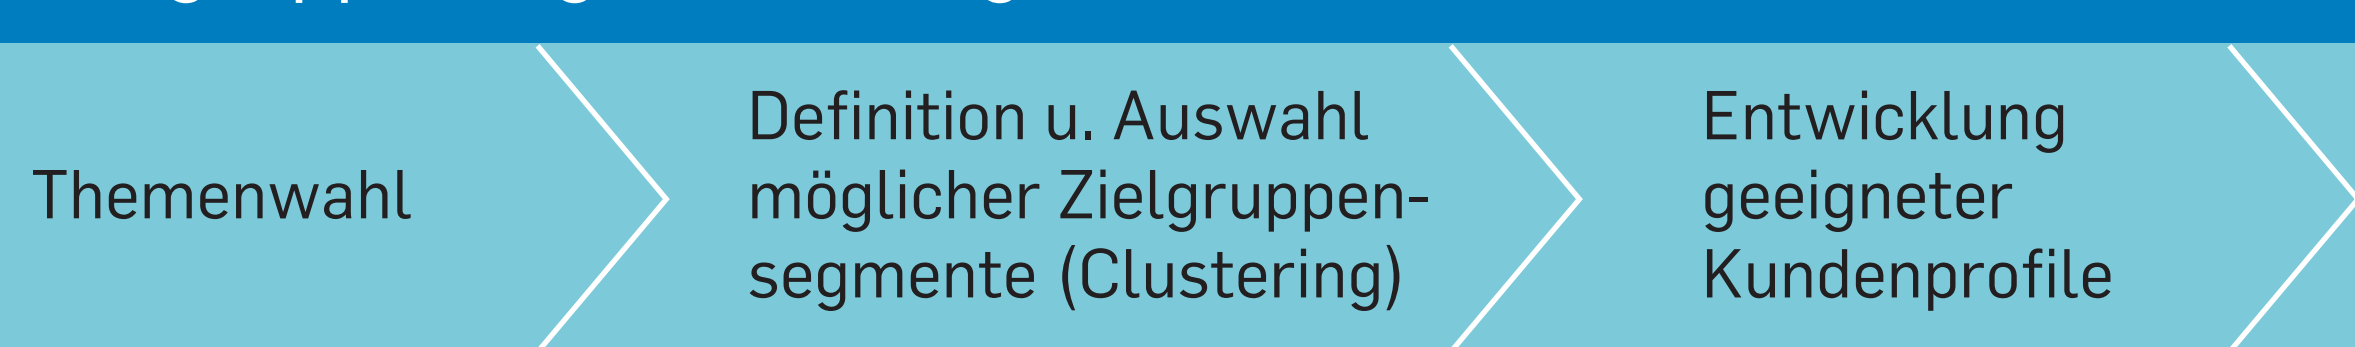 Themenwahl
Definition u. Auswahl
möglicher Zielgruppen-
segmente (Clustering)
Entwicklung
geeigneter
Kundenprofile